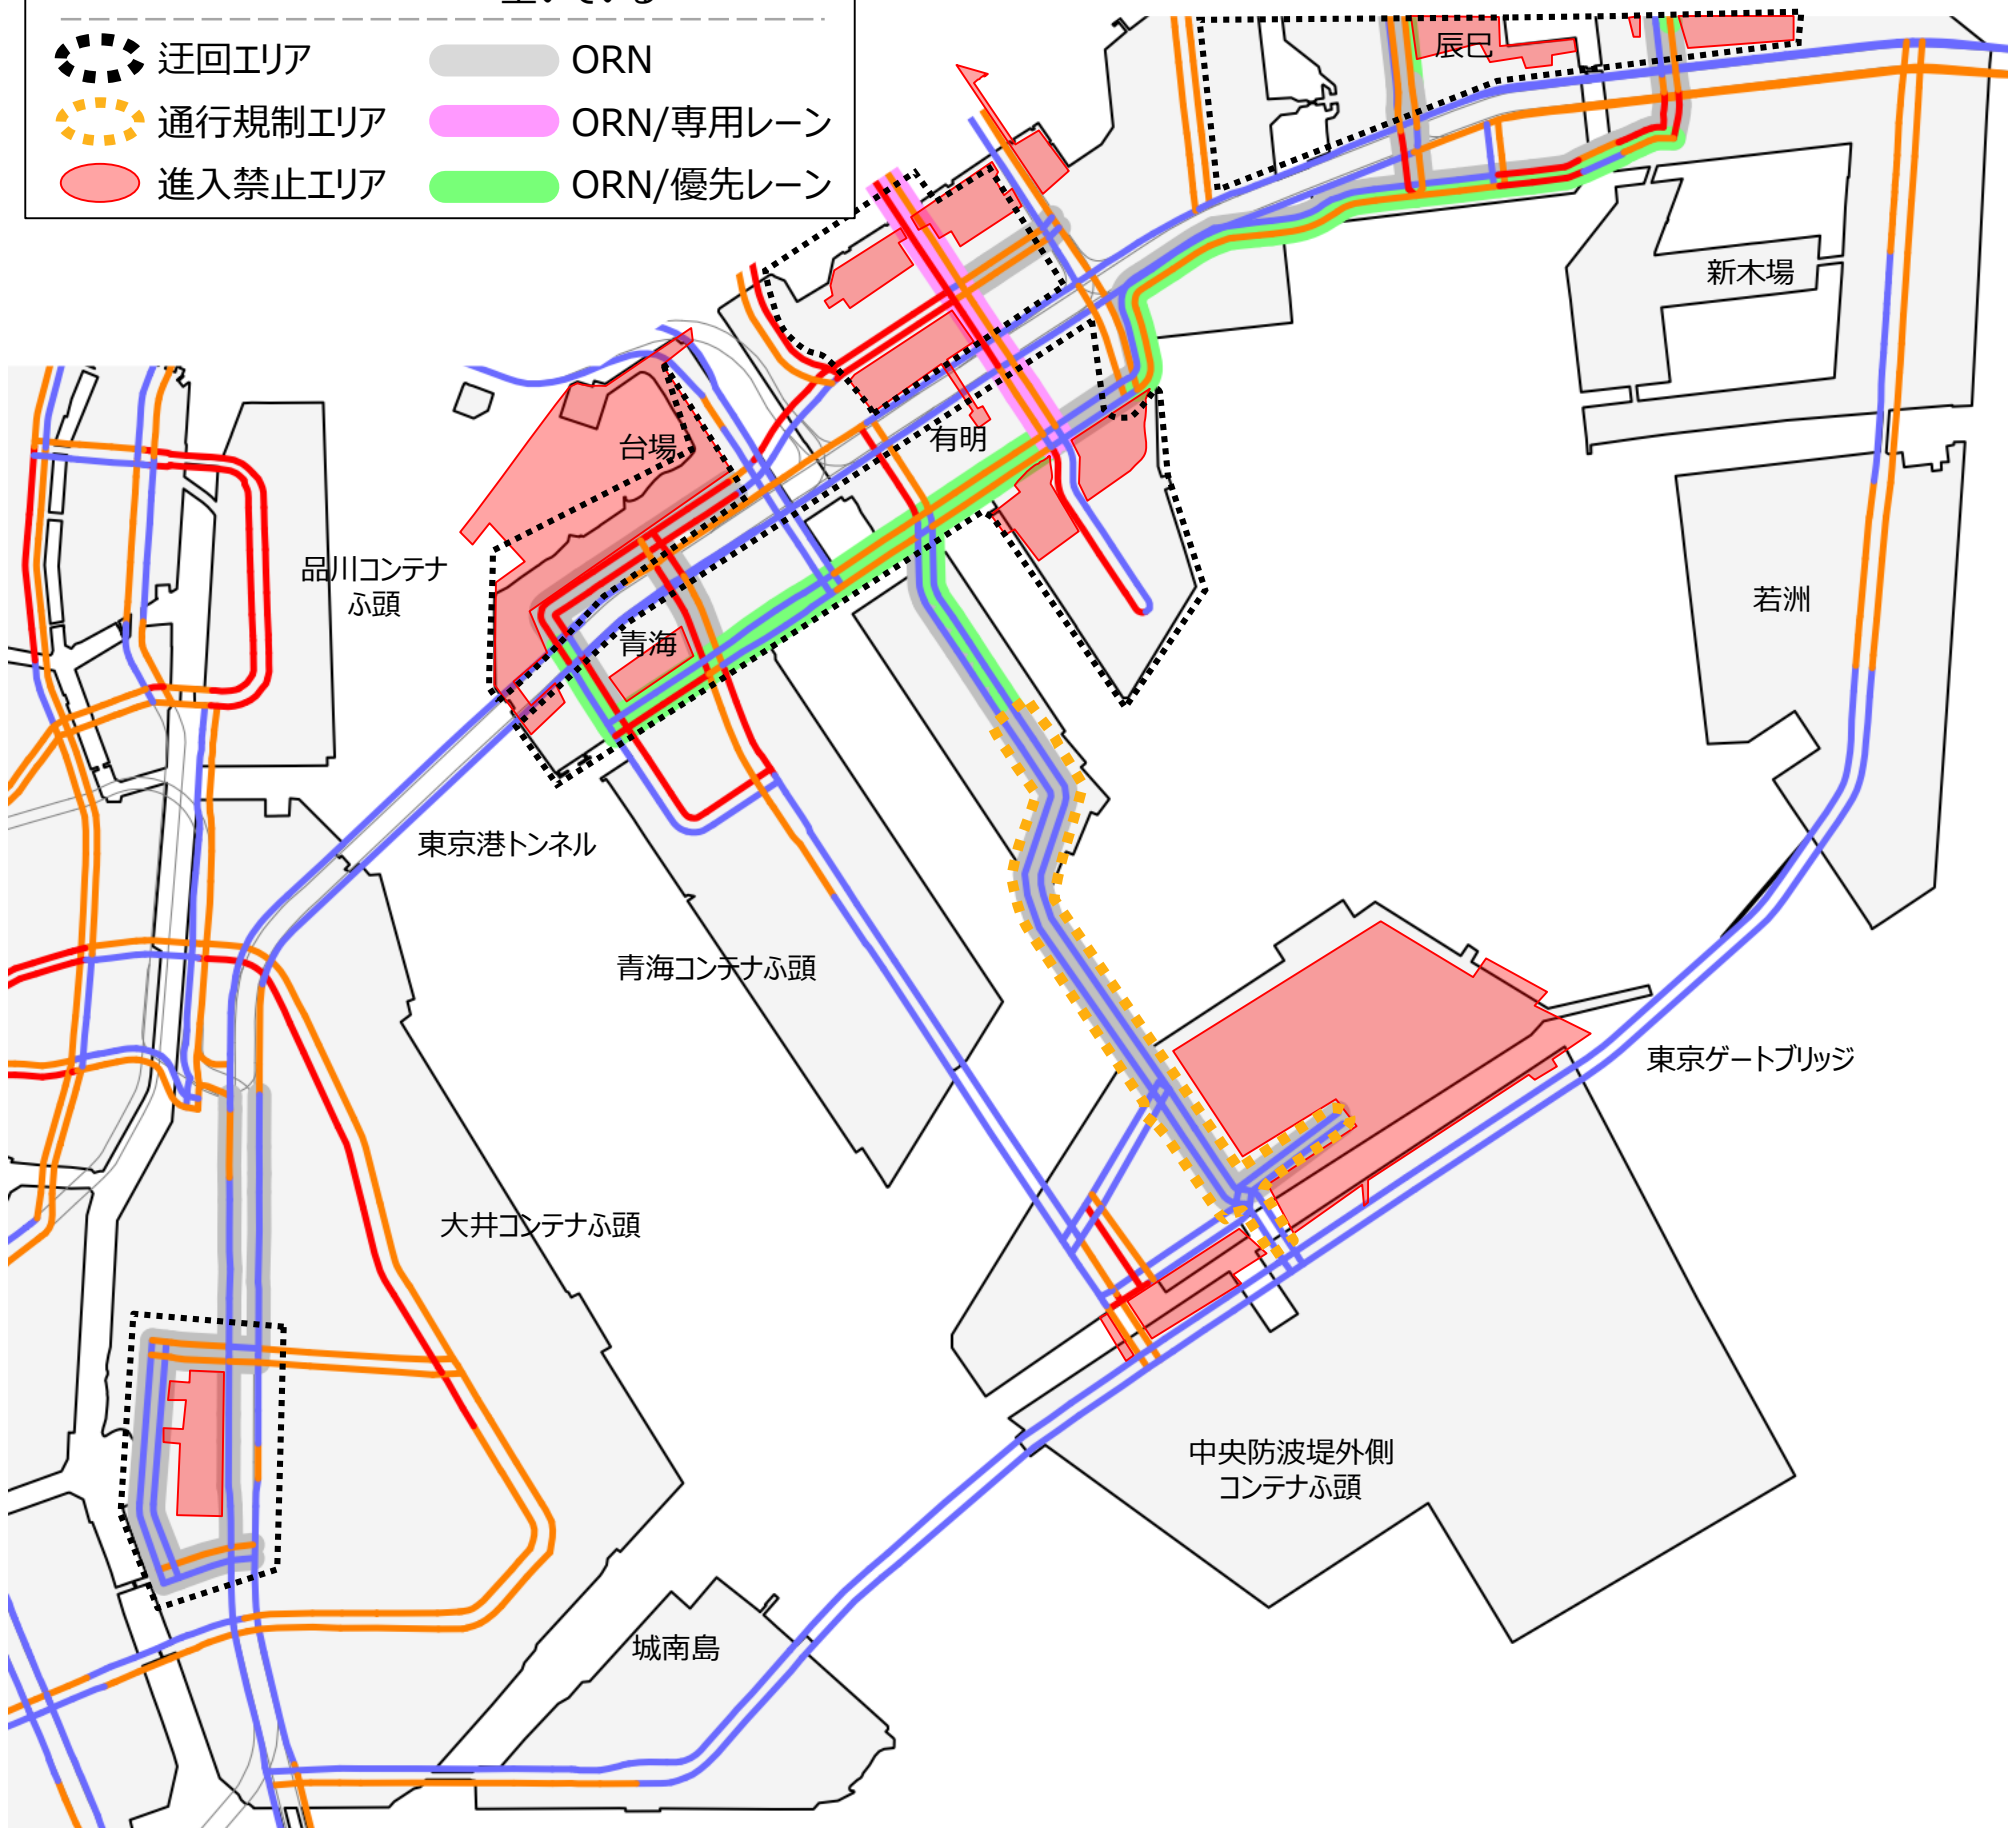 空いている
迂回エリア
ORN
通行規制エリア
ORN/専用レーン
進入禁止エリア
ORN/優先レーン
辰巳
新木場
台場
有明
品川コンテナ
ふ頭
若洲
青海
東京港トンネル
青海コンテナふ頭
東京ゲートブリッジ
大井コンテナふ頭
中央防波堤外側
コンテナふ頭
城南島